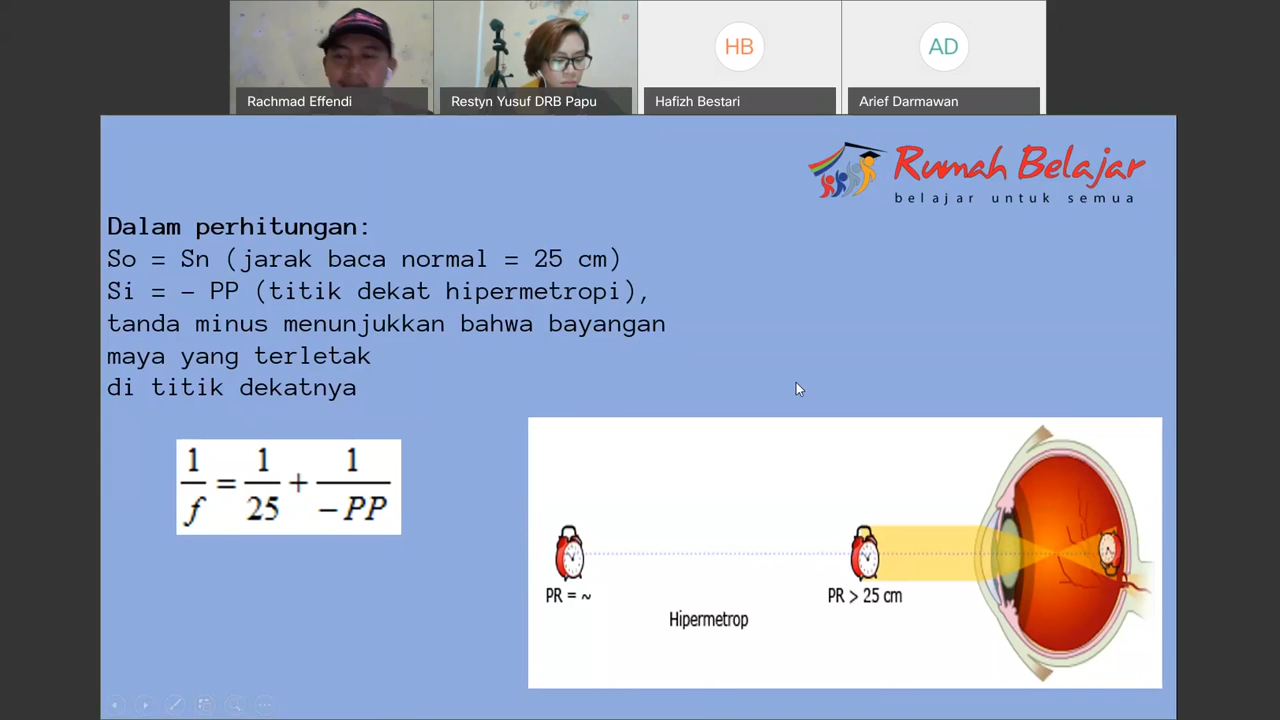 HB
AD
Rachmad Effendi
Restyn Yusuf DRB Papu
Hafizh Bestari
Arief Darmawan
Rumah Belajar
belajar untuk semua
Dalam perhitungan:
So = Sn (jarak baca normal = 25 cm)
Si = – PP (titik dekat hipermetropi),
tanda minus menunjukkan bahwa bayangan
maya yang terletak
di titik dekatnya
1/f = 1/25 + 1/–PP
PR = ~
PR > 25 cm
Hipermetrop